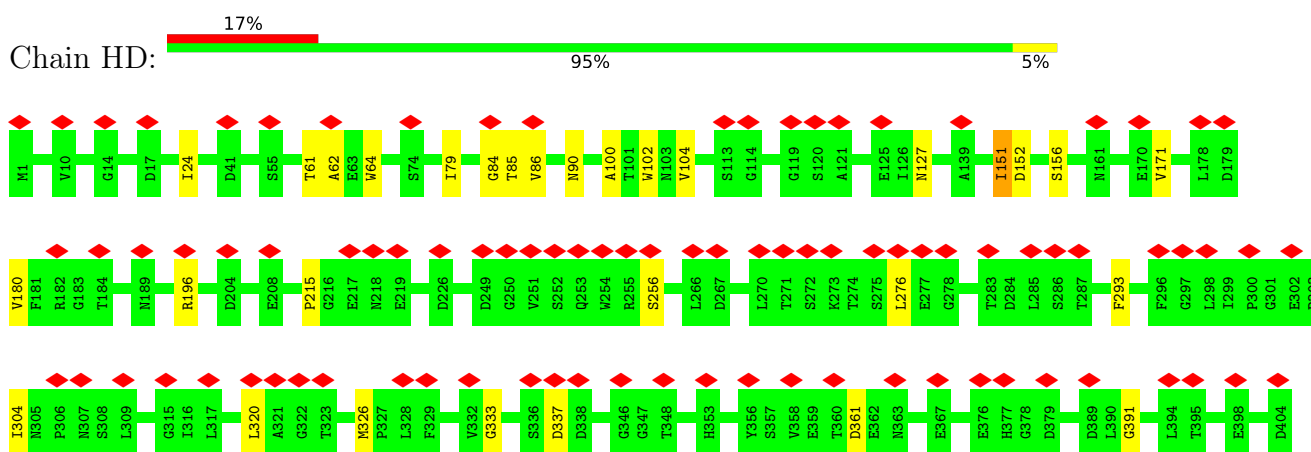 17%
Chain HD:
95% 5%
M1 V10 G14 D17 I24 D41 S55 T61 A62 E63 W64 S74 I79 G84 T85 V86 N90 A100 T101 W102 N103 V104 S113 G114 G119 S120 A121 E125 I126 N127 A139 I151 D152 S156 N161 E170 V171 L178 D179
V180 F181 R182 G183 T184 N189 R196 D204 E208 P215 G216 E217 N218 E219 D226 D249 G250 V251 S252 Q253 W254 R255 S256 L266 D267 L270 T271 S272 K273 T274 S275 L276 E277 G278 T283 D284 L285 S286 T287 F293 F296 G297 L298 I299 P300 G301 E302
I304 N305 P306 N307 S308 L309 G315 I316 L317 L320 A321 G322 T323 M326 P327 L328 F329 V332 G333 S336 D337 D338 G346 G347 T348 H353 Y356 S357 V358 E359 T360 D361 E362 N363 E367 E376 H377 G378 D379 D389 L390 G391 L394 T395 E398 D404